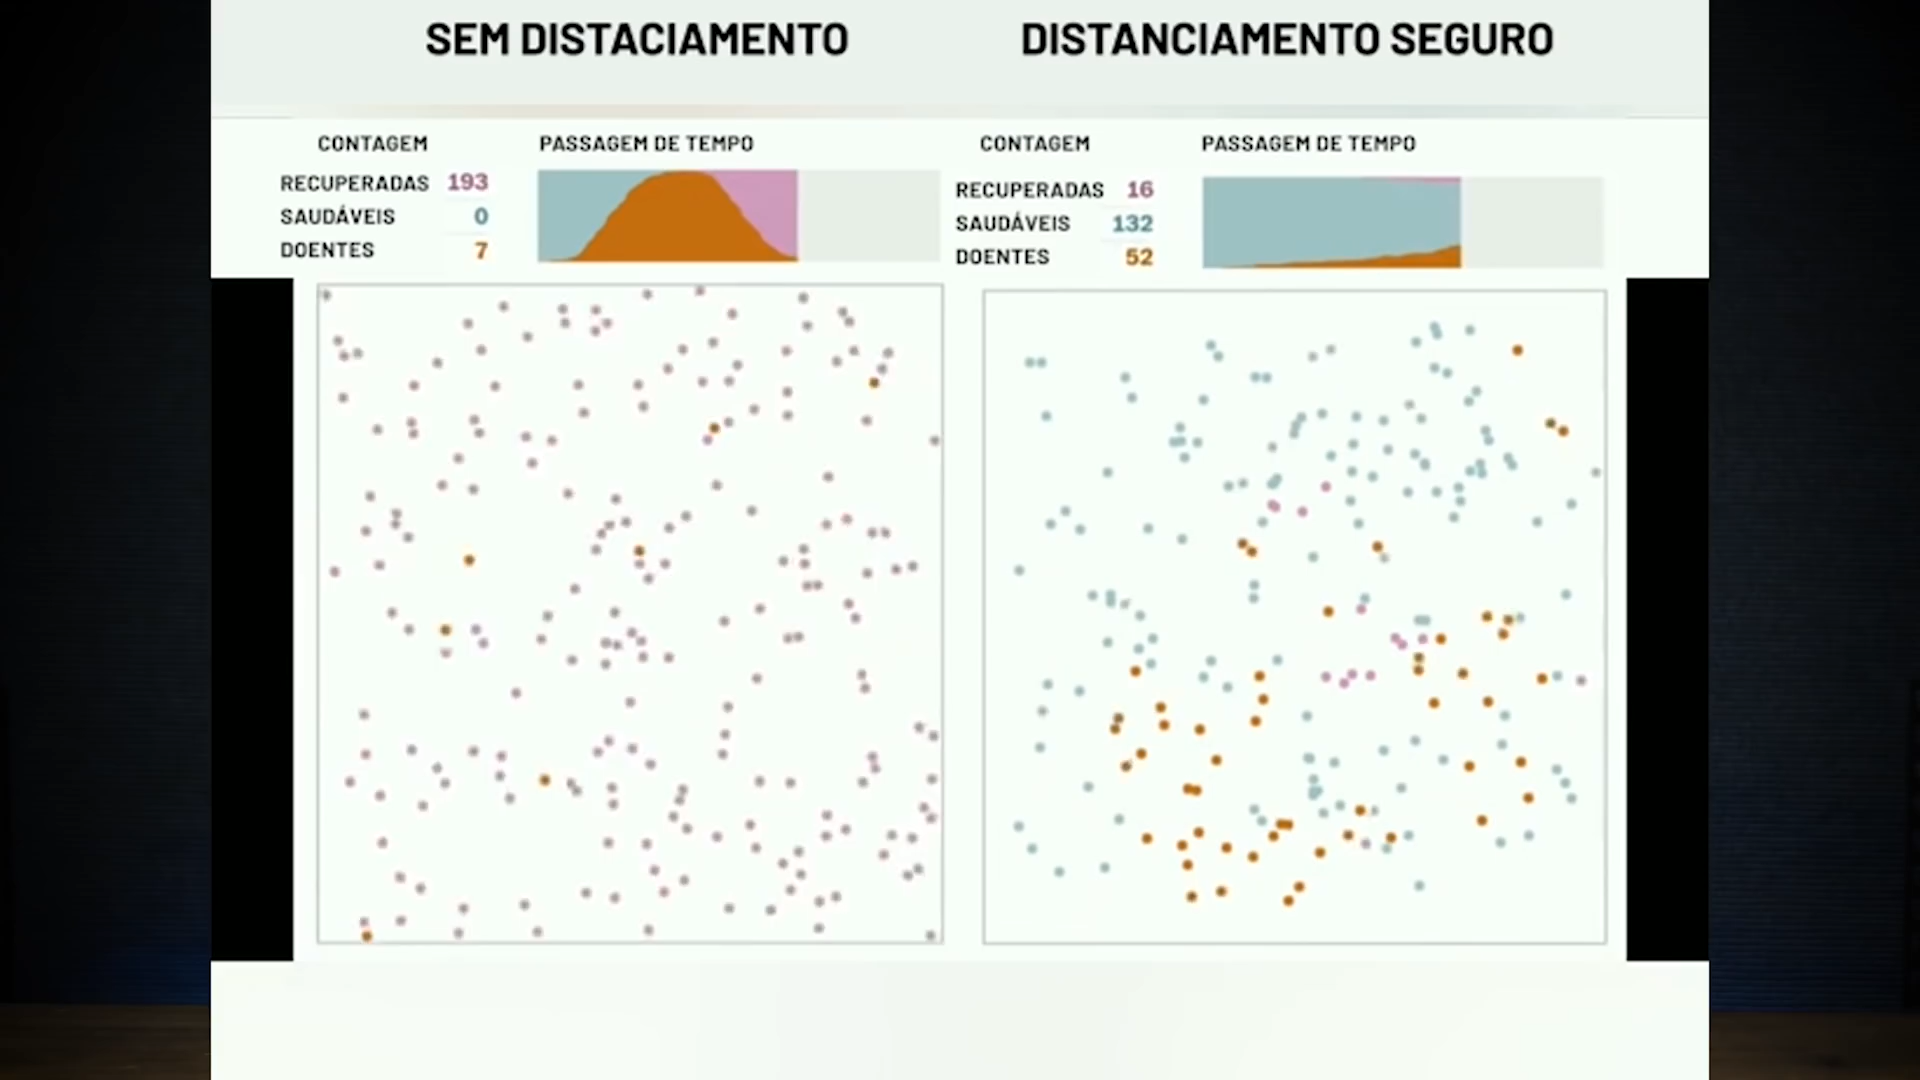 SEM DISTACIAMENTO
CONTAGEM
PASSAGEM DE TEMPO
RECUPERADAS 193
SAUDÁVEIS 0
DOENTES 7
DISTANCIAMENTO SEGURO
CONTAGEM
PASSAGEM DE TEMPO
RECUPERADAS 16
SAUDÁVEIS 132
DOENTES 52